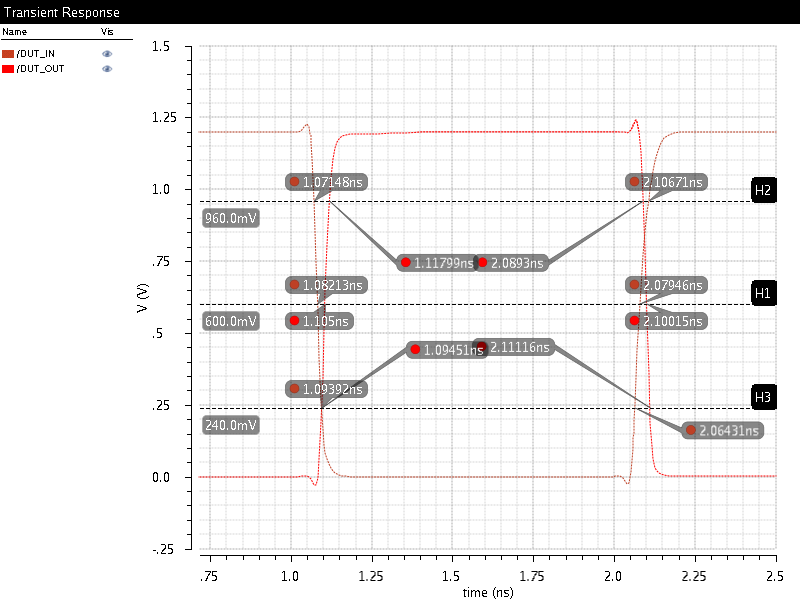 Transient Response
Name Vis
/DUT_IN
/DUT_OUT
1.5
1.25
1.0
.75
.5
.25
0.0
-.25
V (V)
1.07148ns
2.10671ns
H2
960.0mV
1.11799ns
2.0893ns
1.08213ns
2.07946ns
H1
600.0mV
1.105ns
2.10015ns
1.09451ns
2.11116ns
1.09392ns
H3
240.0mV
2.06431ns
.75
1.0
1.25
1.5
1.75
2.0
2.25
2.5
time (ns)